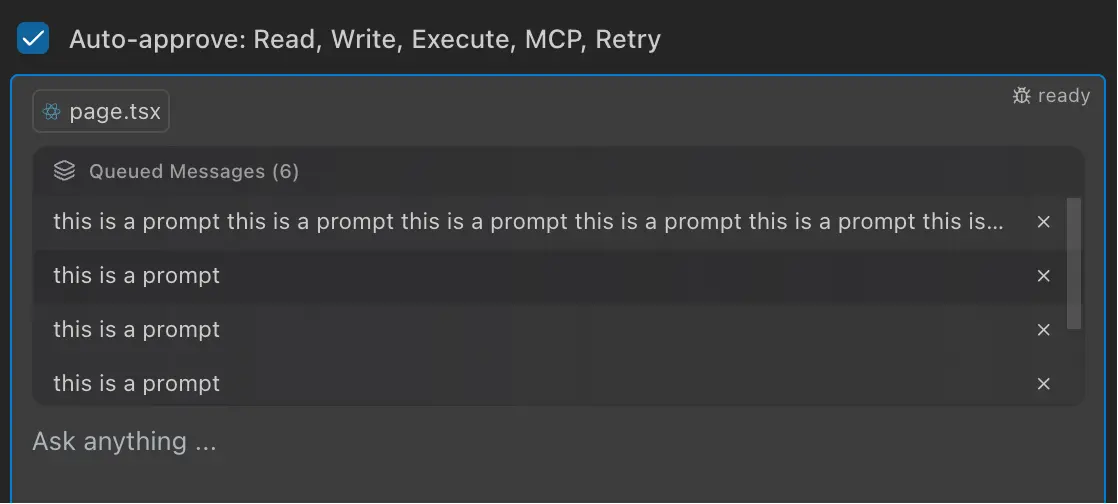 Auto-approve: Read, Write, Execute, MCP, Retry
page.tsx
ready
Queued Messages (6)
this is a prompt this is a prompt this is a prompt this is a prompt this is a prompt this is...
this is a prompt
this is a prompt
this is a prompt
Ask anything ...